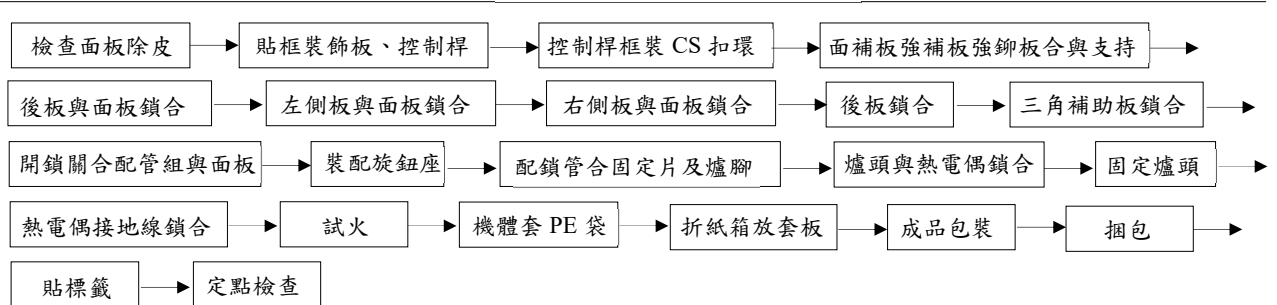 檢查面板除皮 貼框裝飾板、控制桿 控制桿框裝 CS 扣環 面補板強補板強鉚板合與支持
後板與面板鎖合 左側板與面板鎖合 右側板與面板鎖合 後板鎖合 三角補助板鎖合
開鎖關合配管組與面板 裝配旋鈕座 配鎖管合固定片及爐腳 爐頭與熱電偶鎖合 固定爐頭
熱電偶接地線鎖合 試火 機體套 PE 袋 折紙箱放套板 成品包裝 捆包
貼標籤 定點檢查